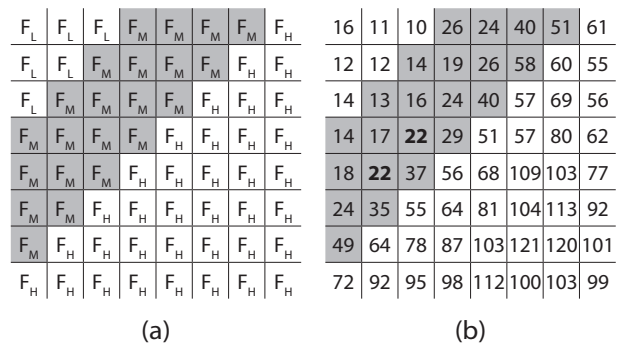 F_L F_L F_L F_M F_M F_M F_M F_H 16 11 10 26 24 40 51 61
F_L F_L F_M F_M F_M F_M F_H F_H 12 12 14 19 26 58 60 55
F_L F_M F_M F_M F_M F_H F_H F_H 14 13 16 24 40 57 69 56
F_M F_M F_M F_M F_H F_H F_H F_H 14 17 22 29 51 57 80 62
F_M F_M F_M F_H F_H F_H F_H F_H 18 22 37 56 68 109 103 77
F_M F_M F_H F_H F_H F_H F_H F_H 24 35 55 64 81 104 113 92
F_M F_H F_H F_H F_H F_H F_H F_H 49 64 78 87 103 121 120 101
F_H F_H F_H F_H F_H F_H F_H F_H 72 92 95 98 112 100 103 99
(a) (b)